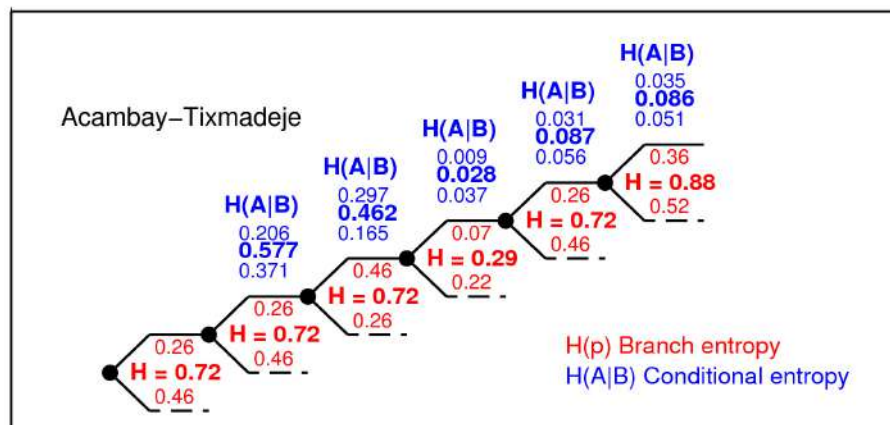 H(A|B)
0.035
0.086
0.051
H(A|B)
0.031
0.087
0.056
Acambay−Tixmadeje
H(A|B)
0.009
0.028
0.037
H(A|B)
0.297
0.462
0.165
H(A|B)
0.206
0.577
0.371
0.36
H = 0.88
0.52
0.26
H = 0.72
0.46
0.07
H = 0.29
0.22
0.46
H = 0.72
0.26
0.26
H = 0.72
0.46
0.26
H = 0.72
0.46
H(p) Branch entropy
H(A|B) Conditional entropy